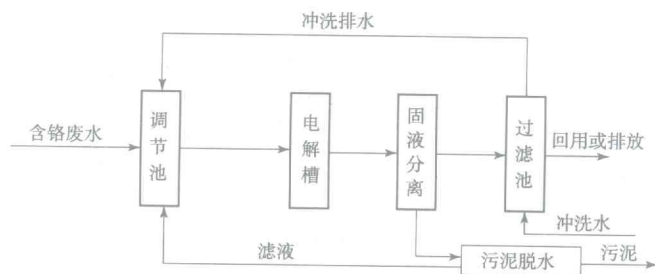 冲洗排水
含铬废水
调节池
电解槽
固液分离
过滤池
回用或排放
冲洗水
滤液
污泥脱水
污泥